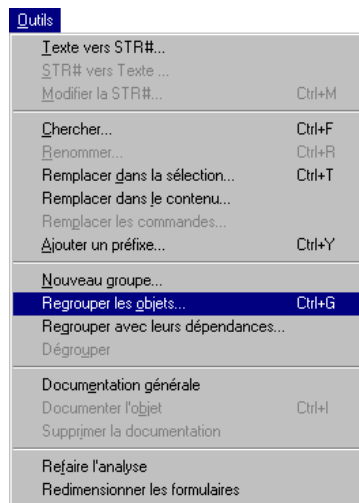 Outils
Texte vers STR#...
STR# vers Texte ...
Modifier la STR#... Ctrl+M
Chercher... Ctrl+F
Renommer... Ctrl+R
Remplacer dans la sélection... Ctrl+T
Remplacer dans le contenu...
Remplacer les commandes...
Ajouter un préfixe... Ctrl+Y
Nouveau groupe...
Regrouper les objets... Ctrl+G
Regrouper avec leurs dépendances...
Dégrouper
Documentation générale
Documenter l'objet Ctrl+I
Supprimer la documentation
Refaire l'analyse
Redimensionner les formulaires